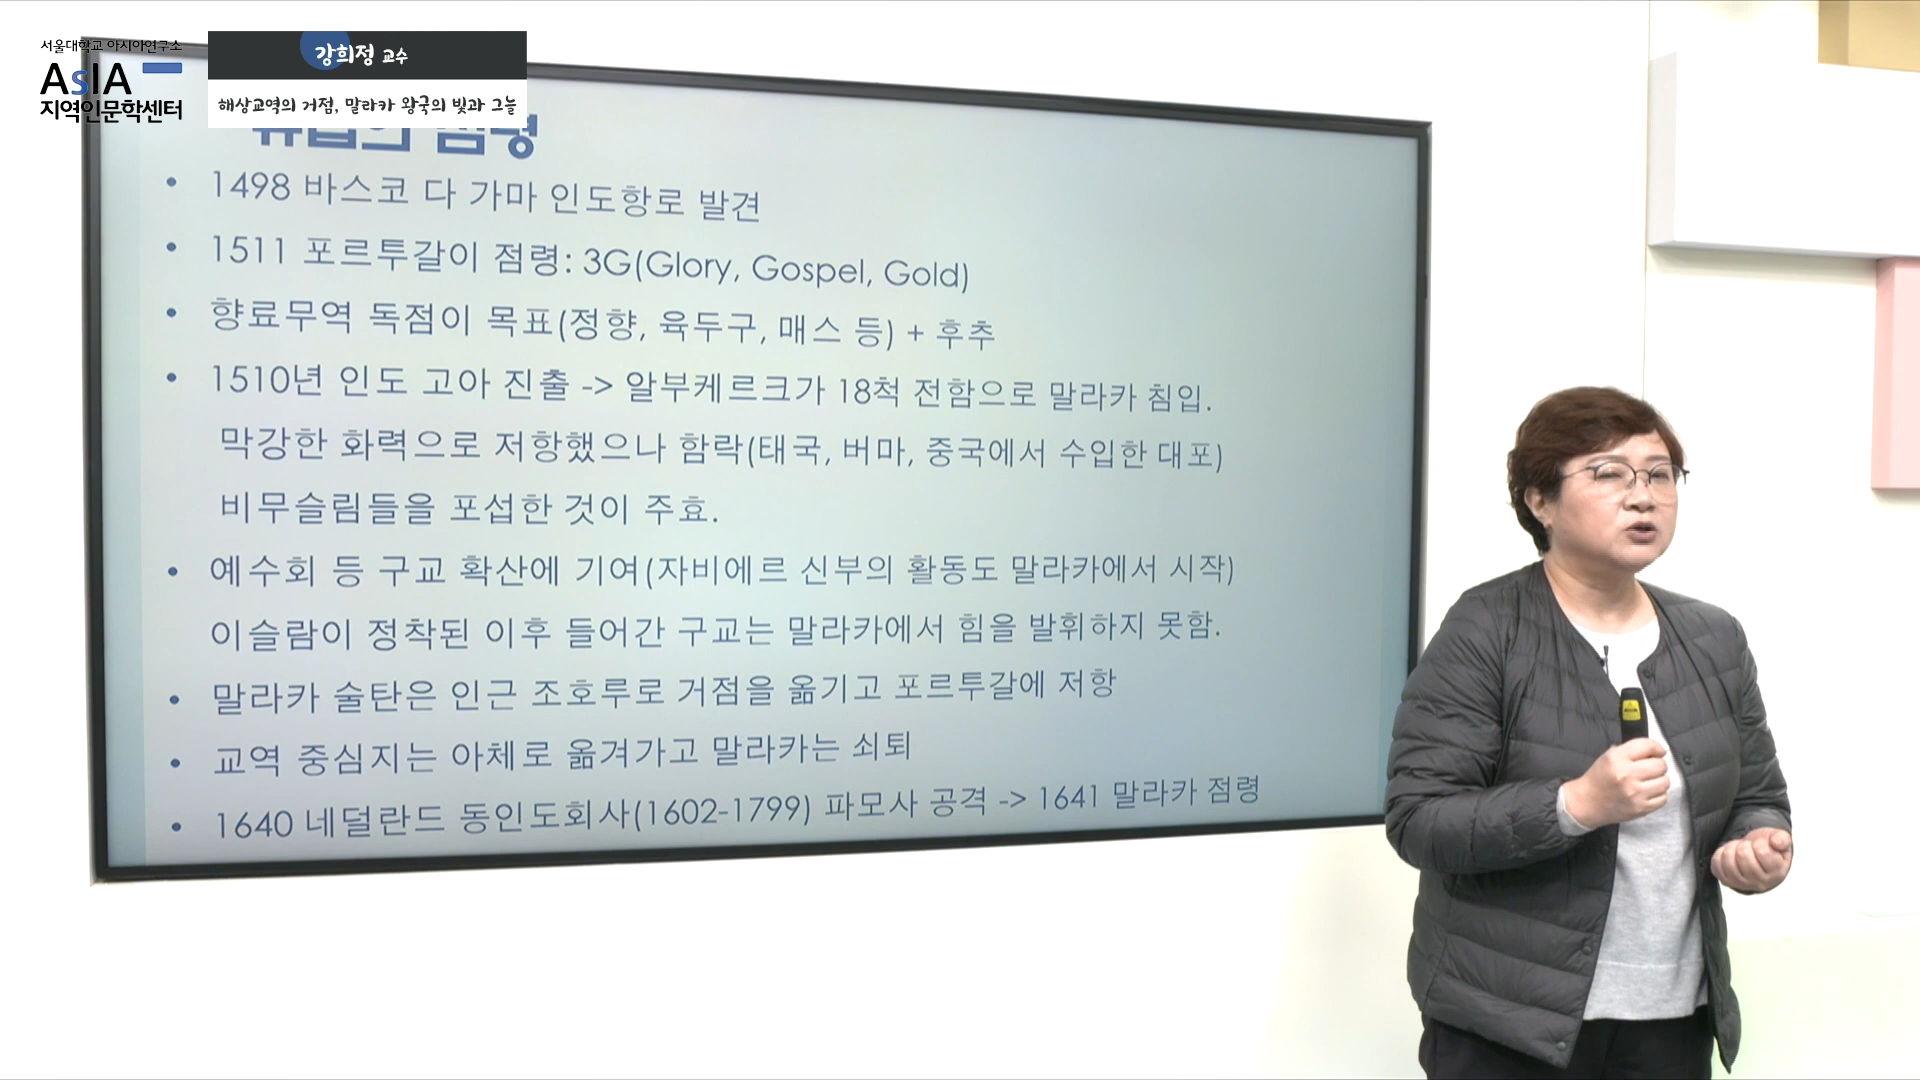 서울대학교 아시아연구소
AsIA
지역인문학센터
강희정 교수
해상교역의 거점, 말라카 왕국의 빛과 그늘
유럽의 점령
• 1498 바스코 다 가마 인도항로 발견
• 1511 포르투갈이 점령: 3G(Glory, Gospel, Gold)
• 향료무역 독점이 목표(정향, 육두구, 매스 등) + 후추
• 1510년 인도 고아 진출 -> 알부케르크가 18척 전함으로 말라카 침입.
막강한 화력으로 저항했으나 함락(태국, 버마, 중국에서 수입한 대포)
비무슬림들을 포섭한 것이 주효.
• 예수회 등 구교 확산에 기여(자비에르 신부의 활동도 말라카에서 시작)
이슬람이 정착된 이후 들어간 구교는 말라카에서 힘을 발휘하지 못함.
• 말라카 술탄은 인근 조호루로 거점을 옮기고 포르투갈에 저항
• 교역 중심지는 아체로 옮겨가고 말라카는 쇠퇴
• 1640 네덜란드 동인도회사(1602-1799) 파모사 공격 -> 1641 말라카 점령